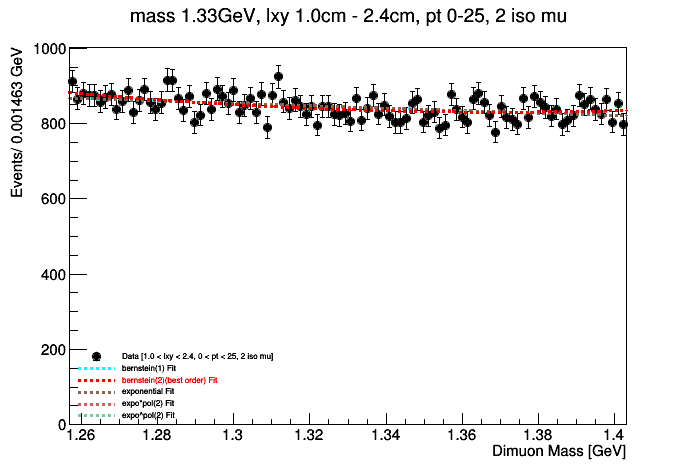 mass 1.33GeV, lxy 1.0cm - 2.4cm, pt 0-25, 2 iso mu
Events/ 0.001463 GeV
1000
800
600
400
200
0
Data [1.0 < lxy < 2.4, 0 < pt < 25, 2 iso mu]
bernstein(1) Fit
bernstein(2)(best order) Fit
exponential Fit
expo*pol(2) Fit
expo^pol(2) Fit
1.26 1.28 1.3 1.32 1.34 1.36 1.38 1.4
Dimuon Mass [GeV]